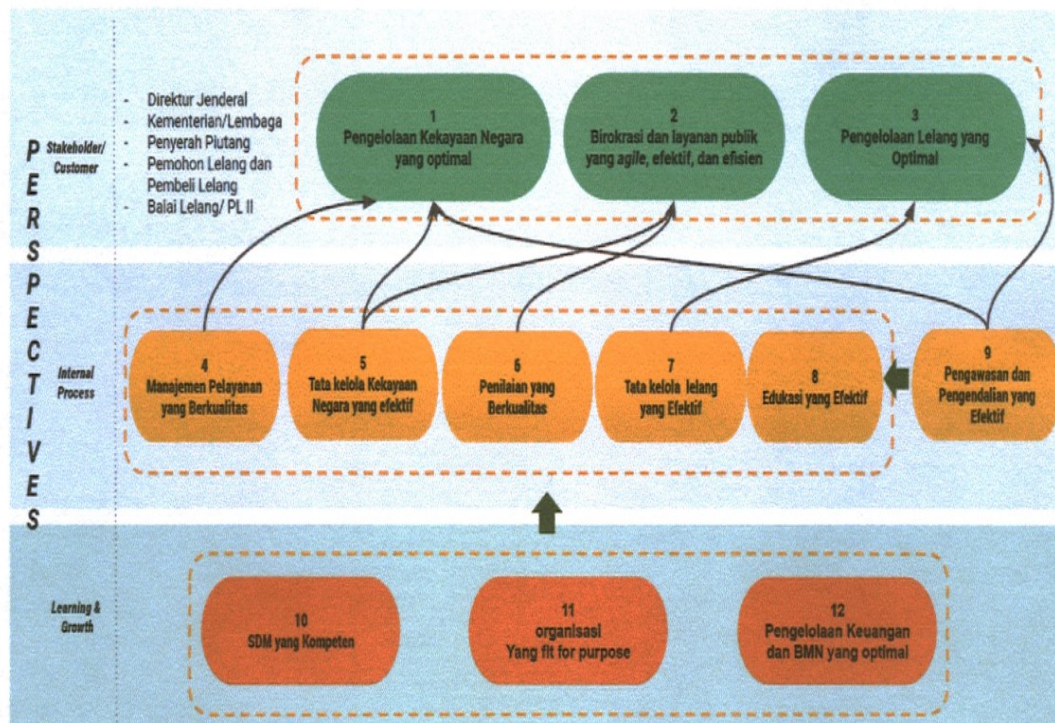 PERSPECTIVES
Stakeholder/
Customer
- Direktur Jenderal
- Kementerian/Lembaga
- Penyerah Piutang
- Pemohon Lelang dan
Pembeli Lelang
- Balai Lelang/ PL II
1
Pengelolaan Kekayaan Negara
yang optimal
2
Birokrasi dan layanan publik
yang agile, efektif, dan efisien
3
Pengelolaan Lelang yang
Optimal
Internal
Process
4
Manajemen Pelayanan
yang Berkualitas
5
Tata kelola Kekayaan
Negara yang efektif
6
Penilaian yang
Berkualitas
7
Tata kelola lelang
yang Efektif
8
Edukasi yang Efektif
9
Pengawasan dan
Pengendalian yang
Efektif
Learning &
Growth
10
SDM yang Kompeten
11
organisasi
Yang fit for purpose
12
Pengelolaan Keuangan
dan BMN yang optimal